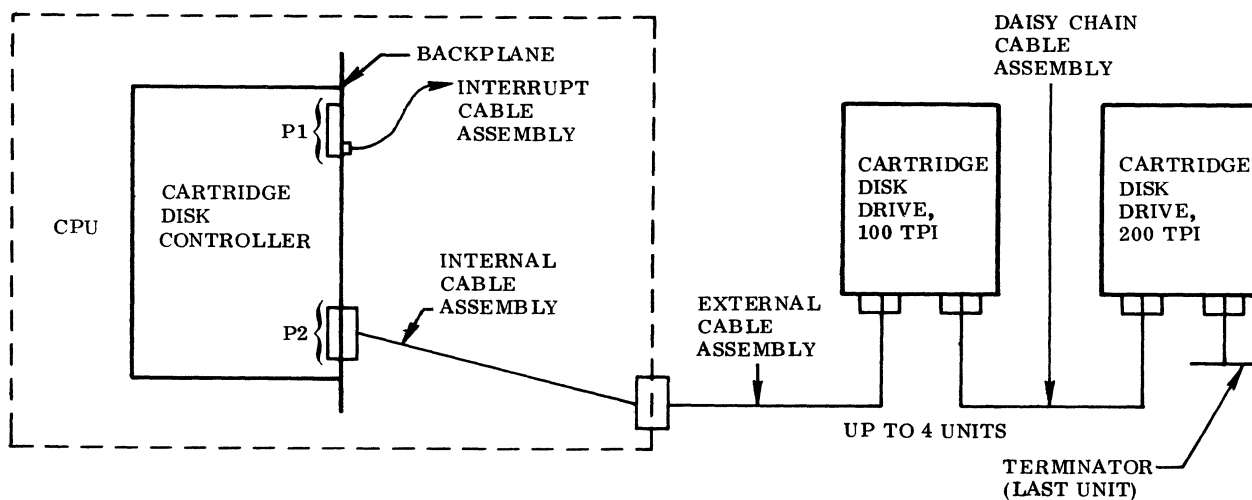 BACKPLANE
INTERRUPT
CABLE
ASSEMBLY
P1
CARTRIDGE
DISK
CONTROLLER
CPU
INTERNAL
CABLE
ASSEMBLY
P2
EXTERNAL
CABLE
ASSEMBLY
DAISY CHAIN
CABLE
ASSEMBLY
CARTRIDGE
DISK
DRIVE,
100 TPI
CARTRIDGE
DISK
DRIVE,
200 TPI
UP TO 4 UNITS
TERMINATOR
(LAST UNIT)